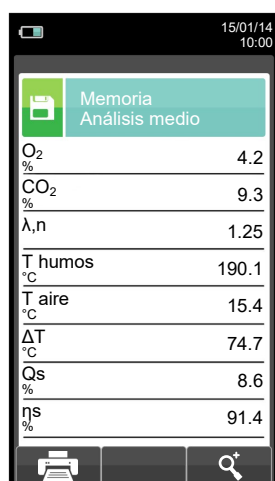 15/01/14
10:00
Memoria
Análisis medio
O₂ 4.2
%
CO₂ 9.3
%
λ,n 1.25
T humos 190.1
°C
T aire 15.4
°C
ΔT 74.7
°C
Qs 8.6
%
ηs 91.4
%